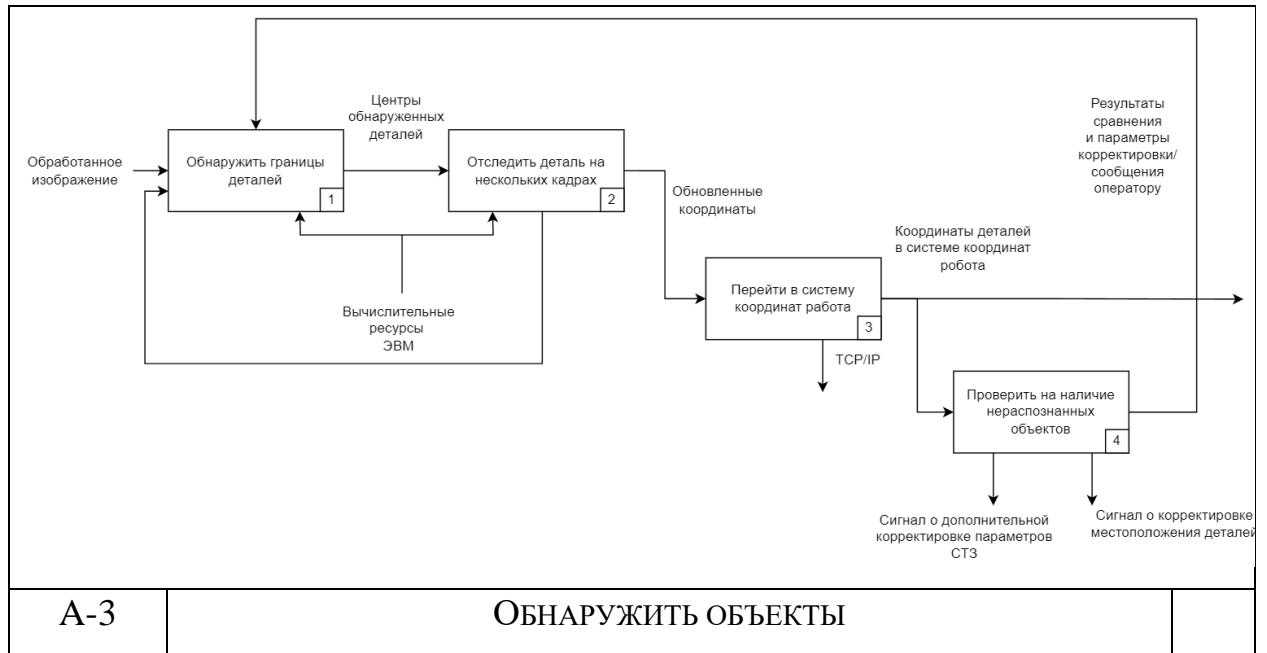 Центры
обнаруженных
деталей
Результаты
сравнения
и параметры
корректировки/
сообщения
оператору
Обработанное
изображение
Обнаружить границы
деталей
1
Отследить деталь на
нескольких кадрах
2
Обновленные
координаты
Координаты деталей
в системе координат
робота
Вычислительные
ресурсы
ЭВМ
Перейти в систему
координат работа
3
TCP/IP
Проверить на наличие
нераспознанных
объектов
4
Сигнал о дополнительной
корректировке параметров
СТЗ
Сигнал о корректировке
местоположения деталей
А-3
ОБНАРУЖИТЬ ОБЪЕКТЫ